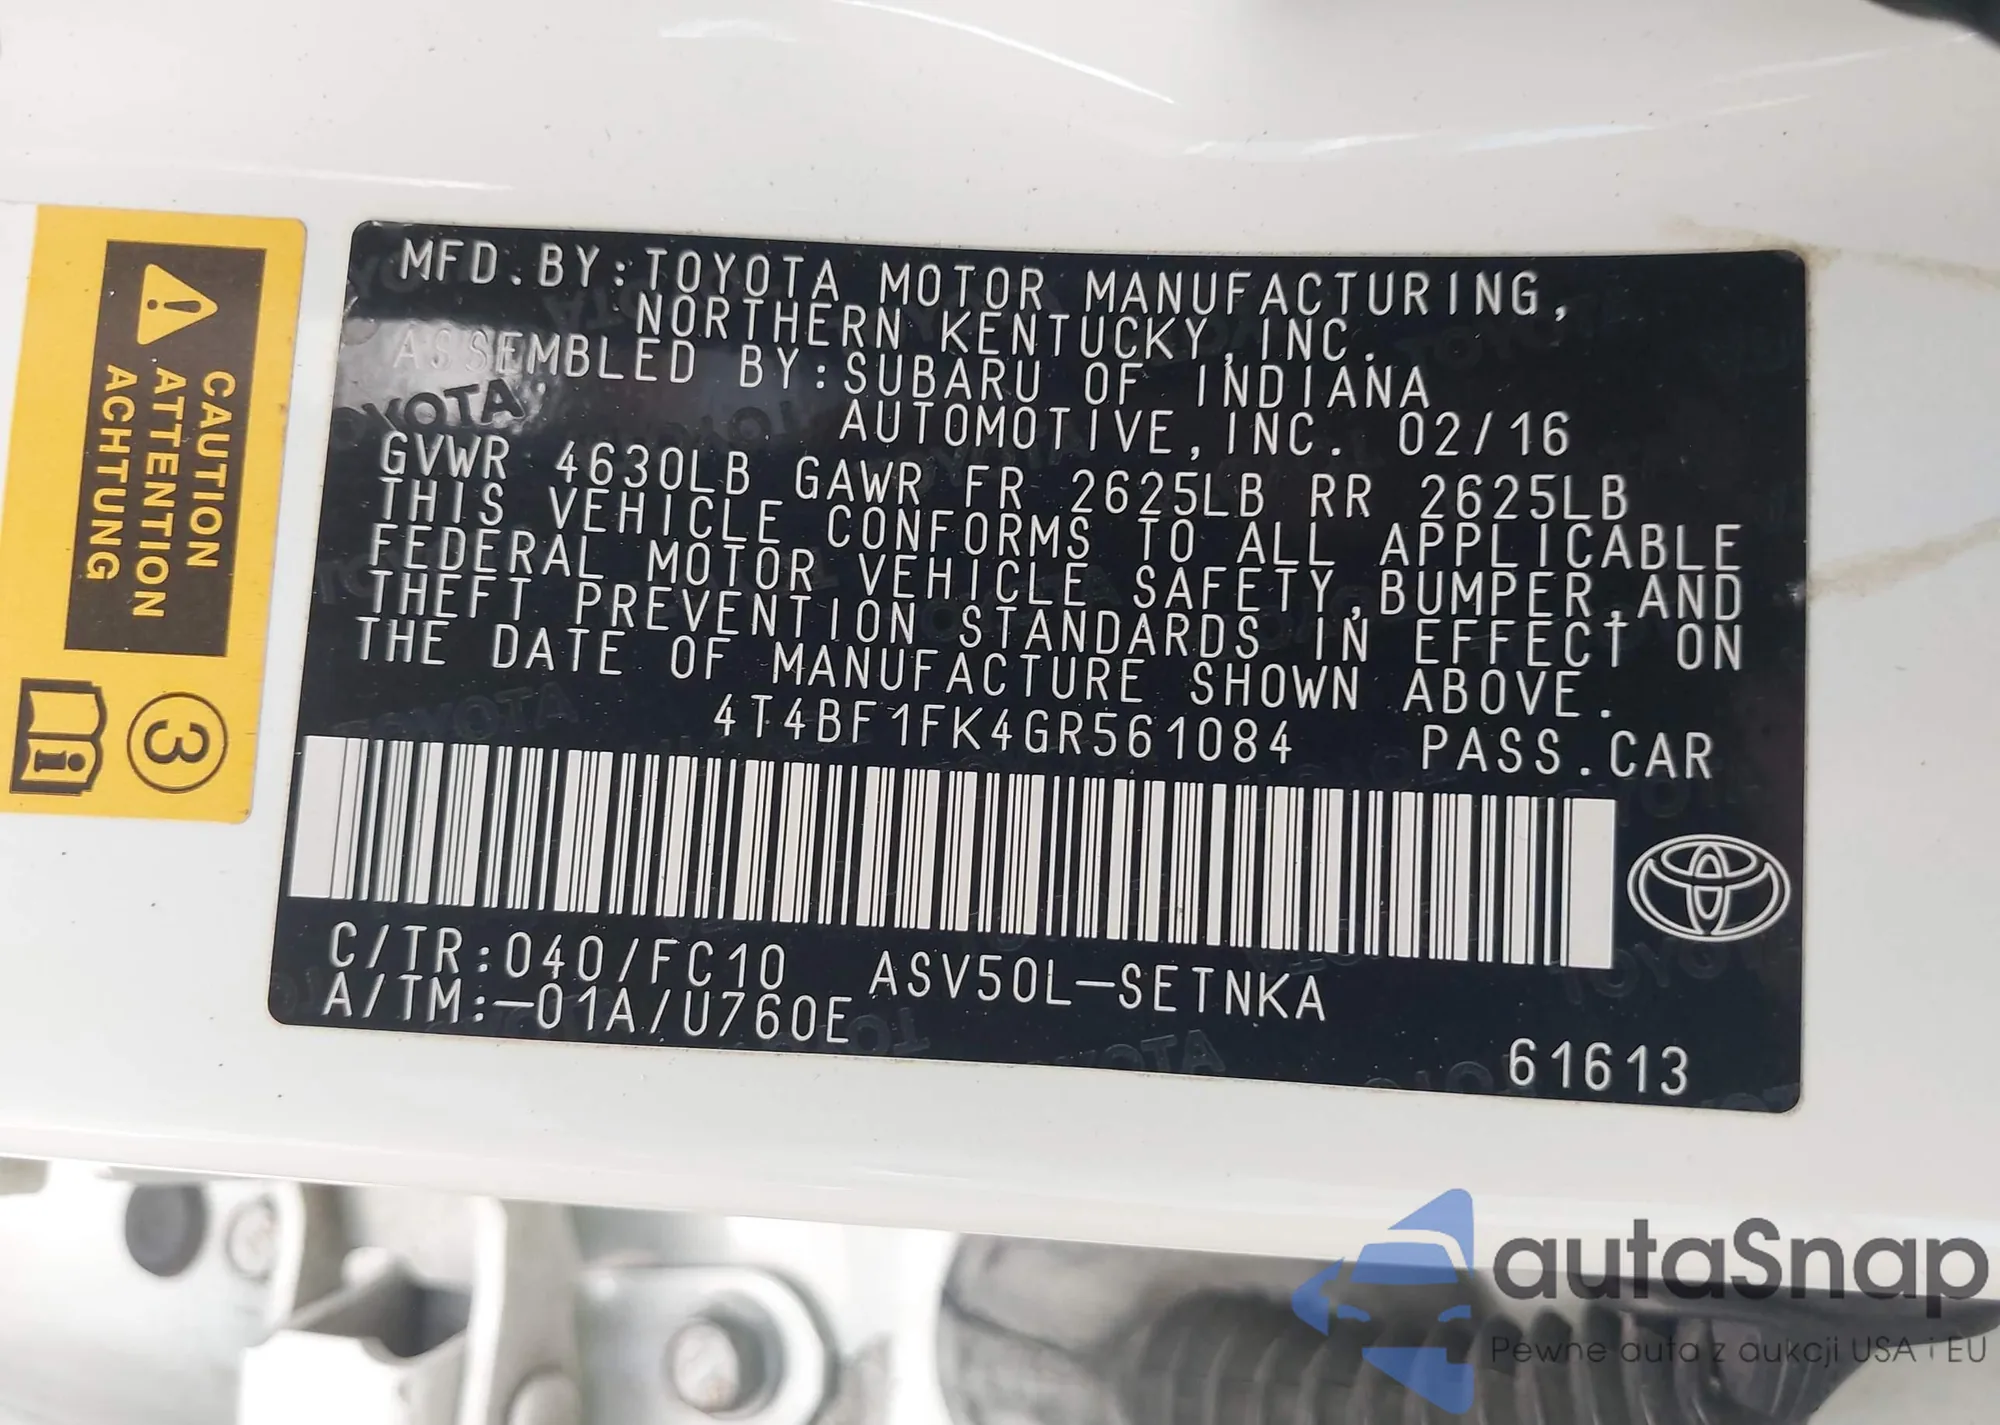 CAUTION
ATTENTION
ACHTUNG
3
MFD.BY:TOYOTA MOTOR MANUFACTURING,
NORTHERN KENTUCKY,INC.
ASSEMBLED BY:SUBARU OF INDIANA
AUTOMOTIVE,INC. 02/16
GVWR 4630LB GAWR FR 2625LB RR 2625LB
THIS VEHICLE CONFORMS TO ALL APPLICABLE
FEDERAL MOTOR VEHICLE SAFETY,BUMPER,AND
THEFT PREVENTION STANDARDS IN EFFECT ON
THE DATE OF MANUFACTURE SHOWN ABOVE.
4T4BF1FK4GR561084 PASS.CAR
C/TR:040/FC10 ASV50L-SETNKA
A/TM:-01A/U760E
61613
autaSnap
Pewne auta z aukcji USA i EU